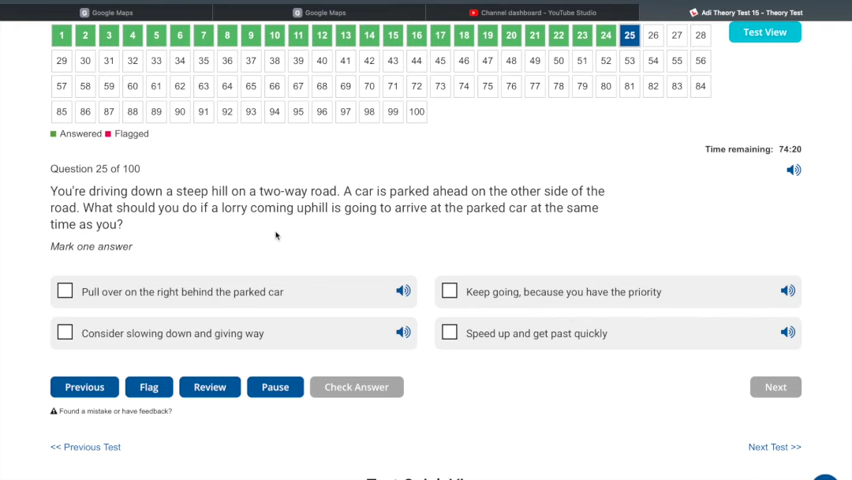 Google Maps Google Maps Channel dashboard - YouTube Studio Adi Theory Test 15 - Theory Test
1 2 3 4 5 6 7 8 9 10 11 12 13 14 15 16 17 18 19 20 21 22 23 24 25 26 27 28
Test View
29 30 31 32 33 34 35 36 37 38 39 40 41 42 43 44 45 46 47 48 49 50 51 52 53 54 55 56
57 58 59 60 61 62 63 64 65 66 67 68 69 70 71 72 73 74 75 76 77 78 79 80 81 82 83 84
85 86 87 88 89 90 91 92 93 94 95 96 97 98 99 100
Answered Flagged
Time remaining: 74:20
Question 25 of 100
You're driving down a steep hill on a two-way road. A car is parked ahead on the other side of the
road. What should you do if a lorry coming uphill is going to arrive at the parked car at the same
time as you?
Mark one answer
Pull over on the right behind the parked car
Keep going, because you have the priority
Consider slowing down and giving way
Speed up and get past quickly
Previous Flag Review Pause Check Answer Next
Found a mistake or have feedback?
<< Previous Test Next Test >>